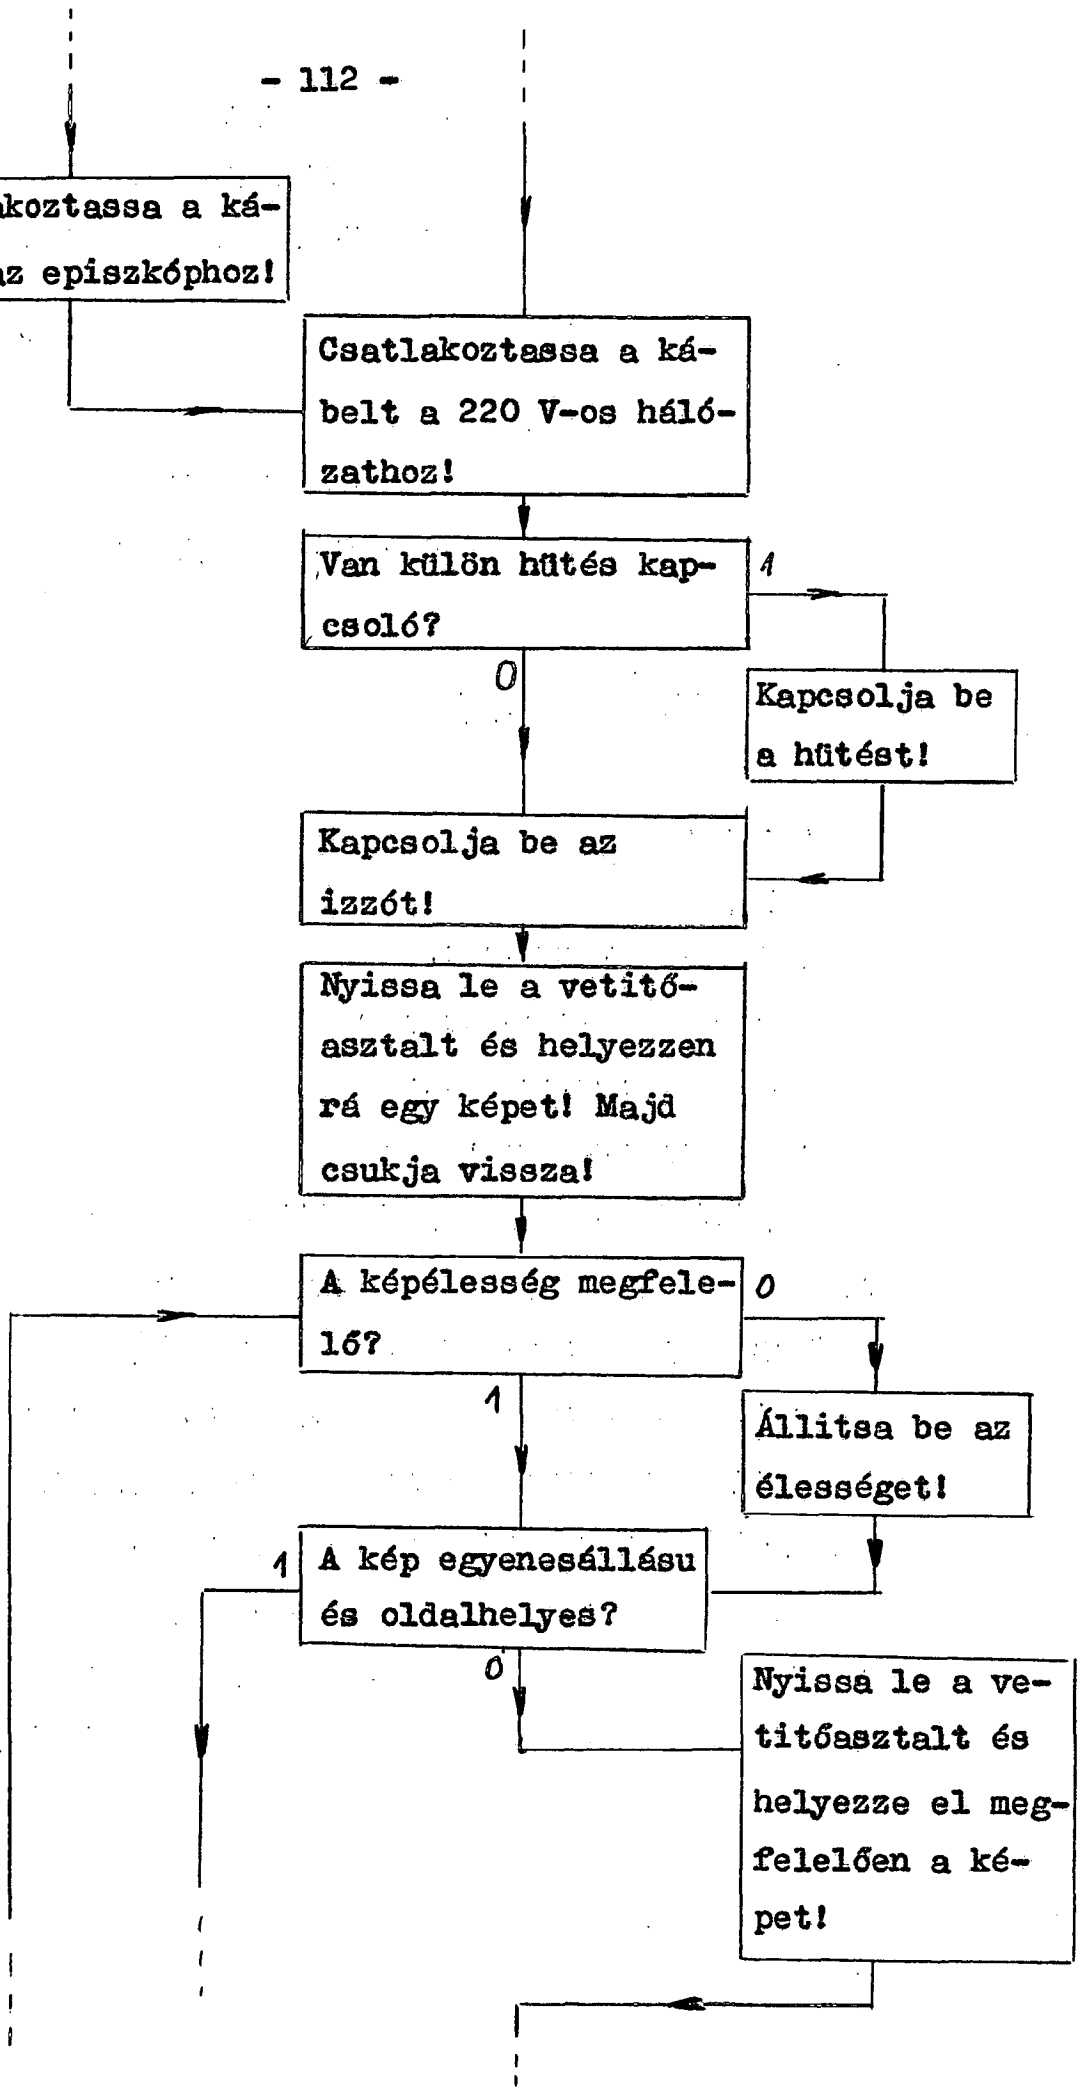 - 112 -
koztassa a ká-
az episzkóphoz!
Csatlakoztassa a ká-
belt a 220 V-os háló-
zathoz!
Van külön hütés kap-
csoló?
1
0
Kapcsolja be
a hütést!
Kapcsolja be az
izzót!
Nyissa le a vetitő-
asztalt és helyezzen
rá egy képet! Majd
csukja vissza!
A képélesség megfele-
lő?
0
1
Állitsa be az
élességet!
1
A kép egyenesállásu
és oldalhelyes?
0
Nyissa le a ve-
titőasztalt és
helyezze el meg-
felelően a ké-
pet!